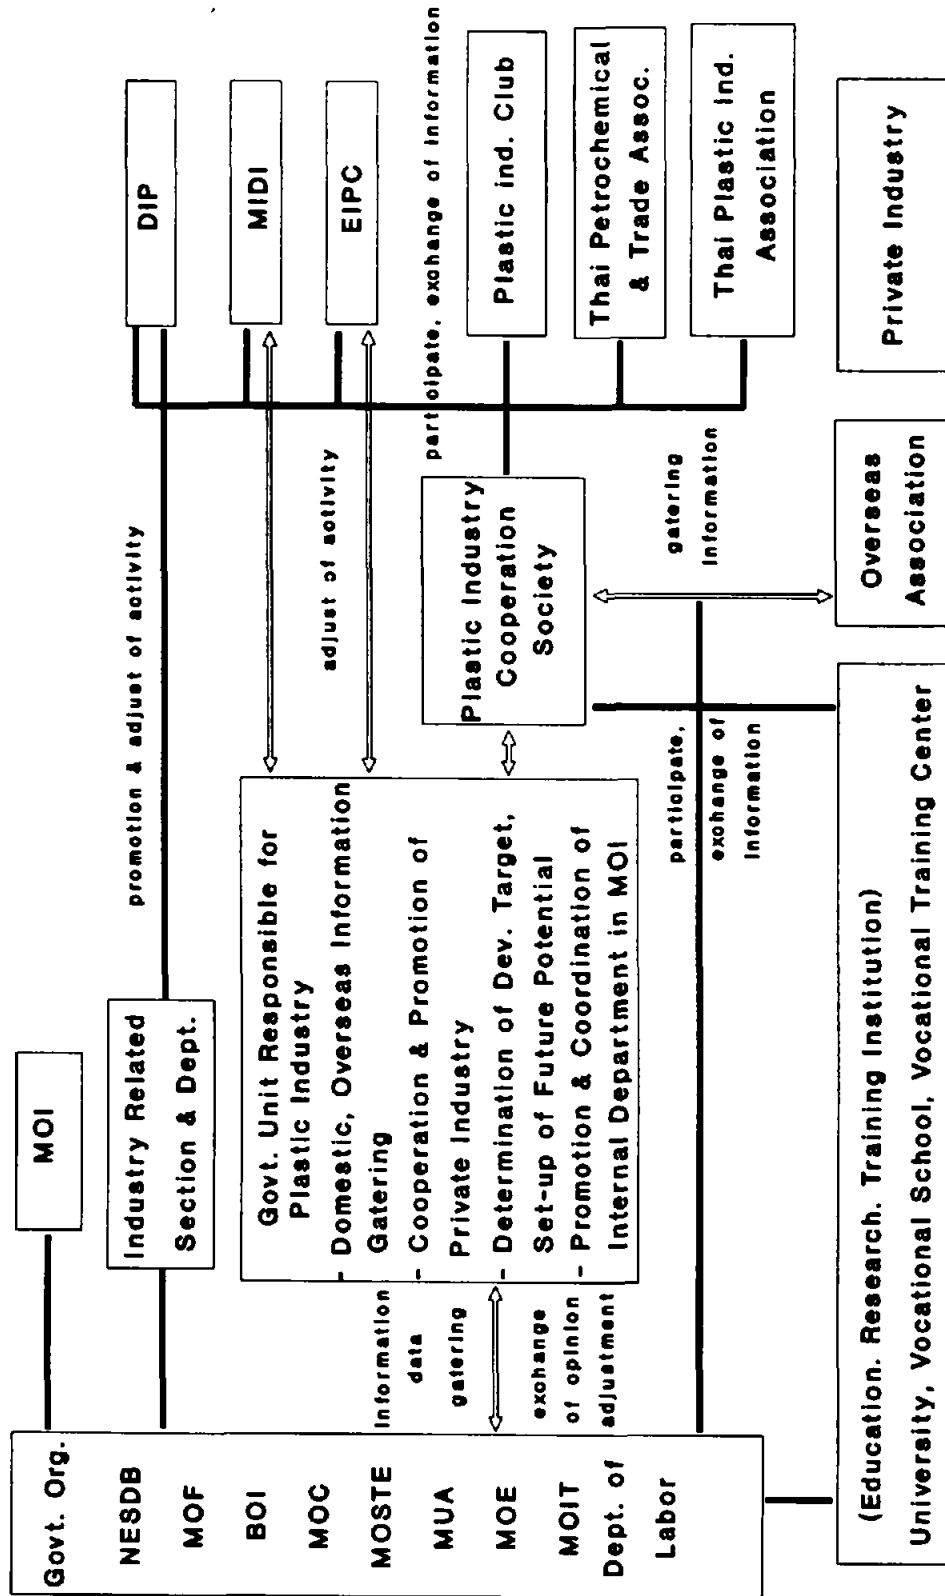 Govt. Org.
NESDB
MOF
BOI
MOC
MOSTE
MUA
MOE
MOIT
Dept. of
Labor
MOI
Industry Related
Section & Dept.
promotion & adjust of activity
Information
data
gatering
exchange
of opinion
adjustment
Govt. Unit Responsible for
Plastic Industry
- Domestic, Overseas Information
Gatering
- Cooperation & Promotion of
Private Industry
- Determination of Dev. Target,
Set-up of Future Potential
- Promotion & Coordination of
Internal Department in MOI
adjust of activity
Plastic Industry
Cooperation
Society
participate,
exchange of
Information
gatering
Information
participate, exchange of Information
DIP
MIDI
EIPC
Plastic ind. Club
Thai Petrochemical
& Trade Assoc.
Thai Plastic Ind.
Association
(Education. Research. Training Institution)
University, Vocational School, Vocational Training Center
Overseas
Association
Private Industry